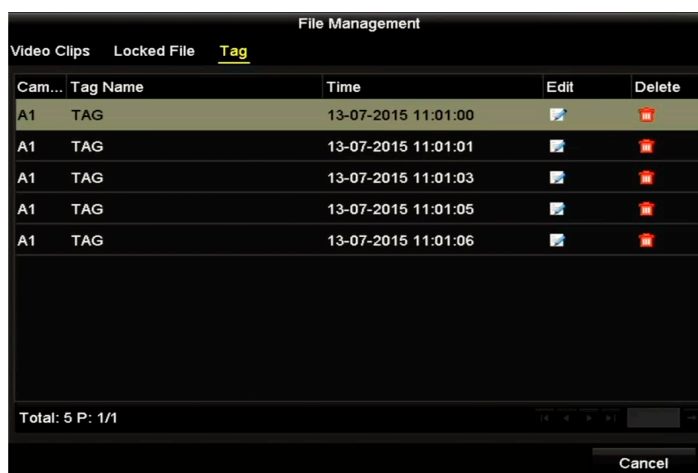 File Management
Video Clips Locked File Tag
Cam... Tag Name Time Edit Delete
A1 TAG 13-07-2015 11:01:00
A1 TAG 13-07-2015 11:01:01
A1 TAG 13-07-2015 11:01:03
A1 TAG 13-07-2015 11:01:05
A1 TAG 13-07-2015 11:01:06
Total: 5 P: 1/1
Cancel